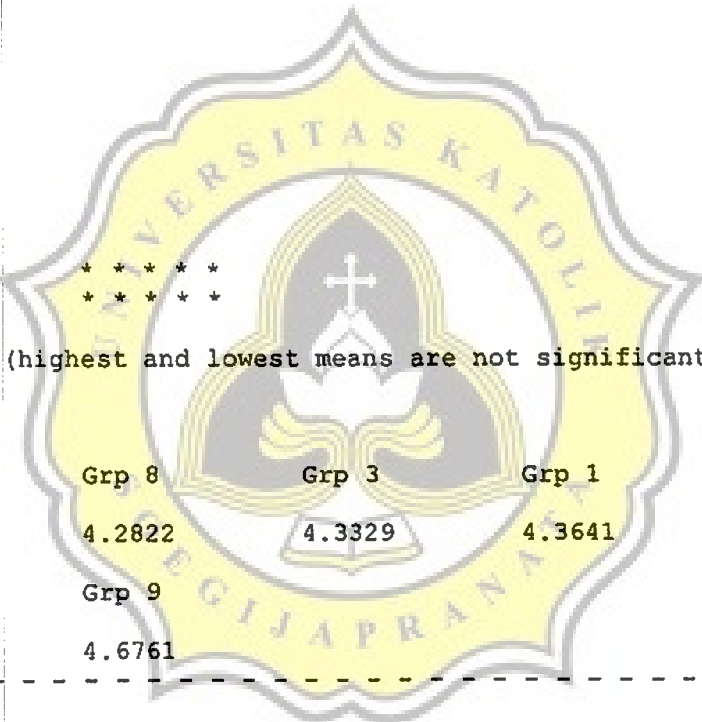 UNIVERSITAS KATOLIK
* * * * *
* * * * *
(highest and lowest means are not significant
Grp 8 Grp 3 Grp 1
4.2822 4.3329 4.3641
Grp 9
4.6761
SOEGIJAPRANATA